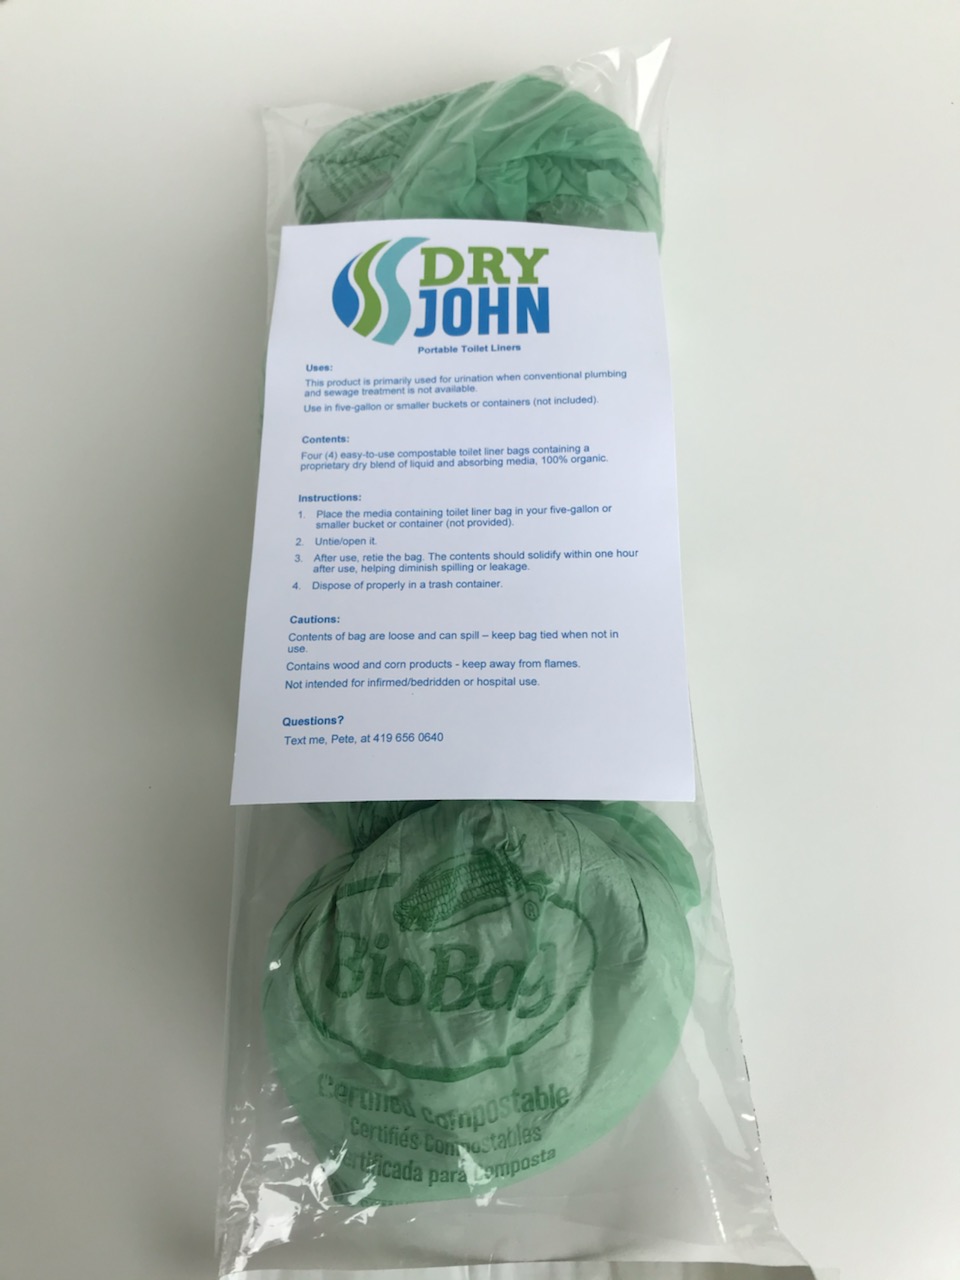 DRY
JOHN
Portable Toilet Liners
Uses:
This product is primarily used for urination when conventional plumbing
and sewage treatment is not available.
Use in five-gallon or smaller buckets or containers (not included).
Contents:
Four (4) easy-to-use compostable toilet liner bags containing a
proprietary dry blend of liquid and absorbing media, 100% organic.
Instructions:
1. Place the media containing toilet liner bag in your five-gallon or
smaller bucket or container (not provided).
2. Untie/open it.
3. After use, retie the bag. The contents should solidify within one hour
after use, helping diminish spilling or leakage.
4. Dispose of properly in a trash container.
Cautions:
Contents of bag are loose and can spill – keep bag tied when not in
use.
Contains wood and corn products - keep away from flames.
Not intended for infirmed/bedridden or hospital use.
Questions?
Text me, Pete, at 419 656 0640
®
BioBag
Certified compostable
Certifiés Compostables
ertificada para Composta